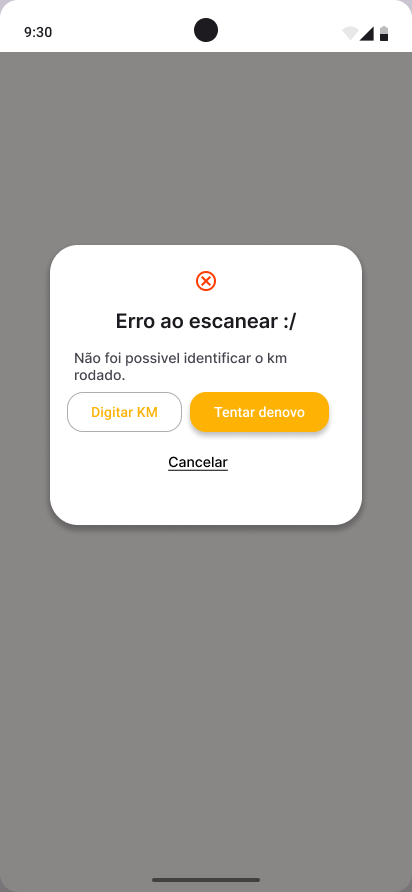 9:30
Erro ao escanear :/
Não foi possivel identificar o km
rodado.
Digitar KM
Tentar denovo
Cancelar